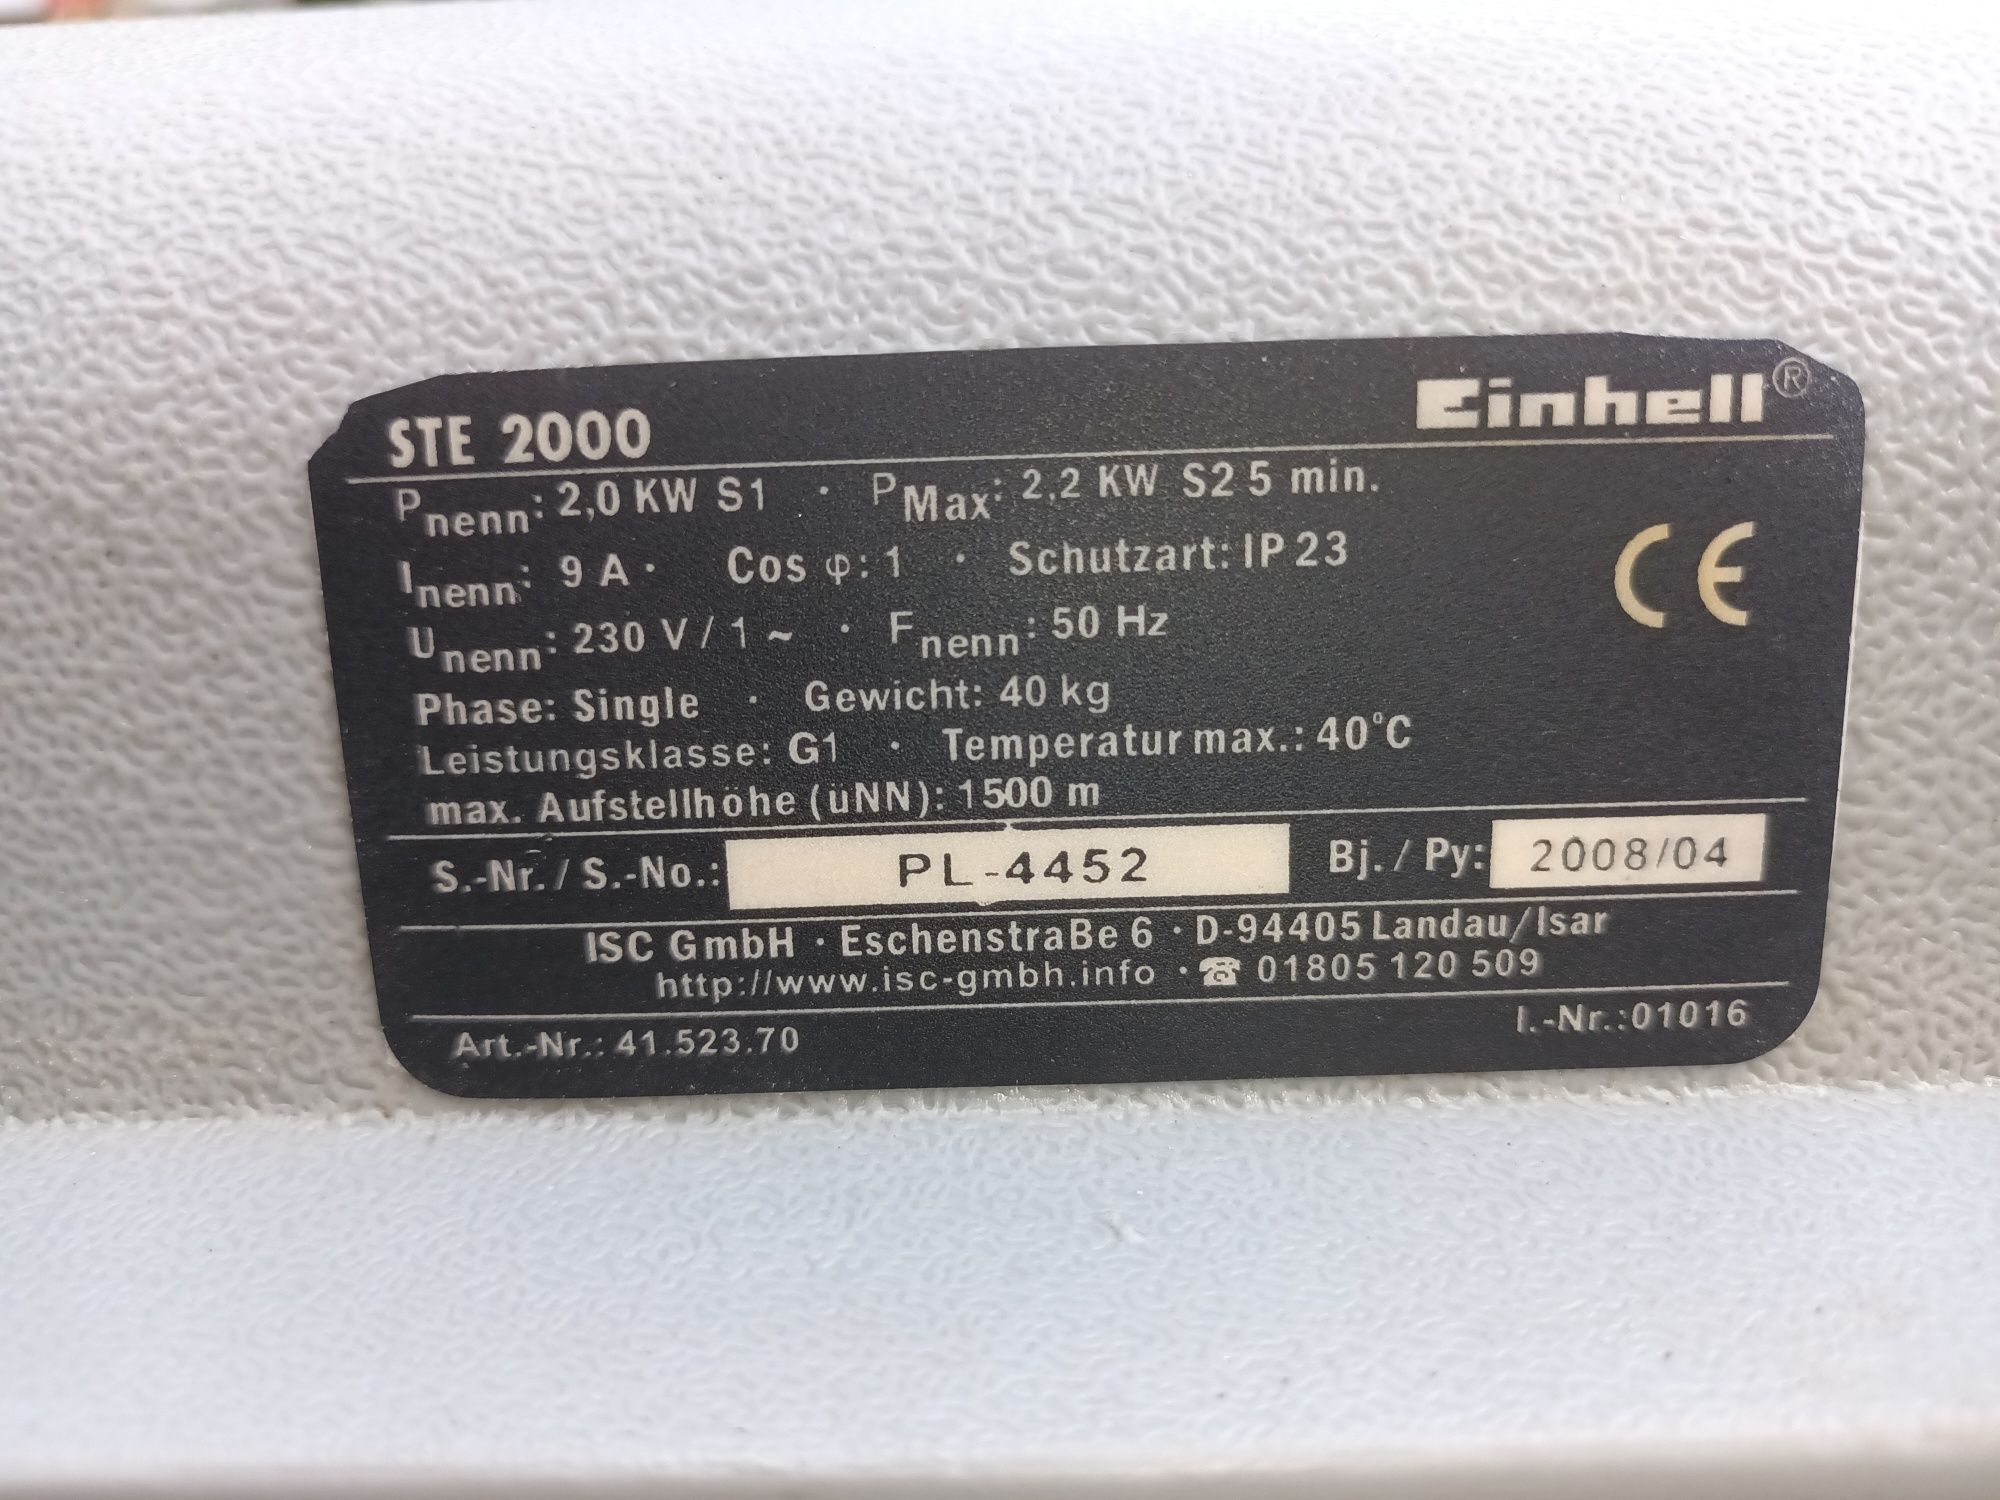 STE 2000 Einhell®
Pnenn: 2,0 KW S1 · PMax: 2,2 KW S2 5 min.
Inenn: 9 A · Cos φ: 1 · Schutzart: IP 23
Unenn: 230 V / 1 ~ · Fnenn: 50 Hz
CE
Phase: Single · Gewicht: 40 kg
Leistungsklasse: G1 · Temperatur max.: 40°C
max. Aufstellhöhe (üNN): 1500 m
S.-Nr. / S.-No.: PL-4452 Bj. / Py: 2008/04
ISC GmbH · Eschenstraße 6 · D-94405 Landau/Isar
http://www.isc-gmbh.info · ☎ 01805 120 509
Art.-Nr.: 41.523.70 I.-Nr.:01016